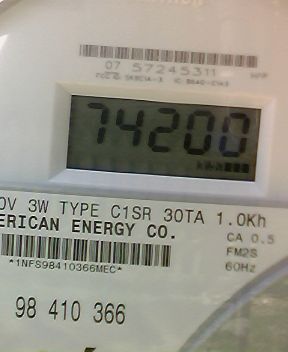 07 57245311
74200
kWh
0V 3W TYPE C1SR 30TA 1.0Kh
ERICAN ENERGY CO.
CA 0.5
FM2S
*1NFS98410366MEC*
60Hz
98 410 366